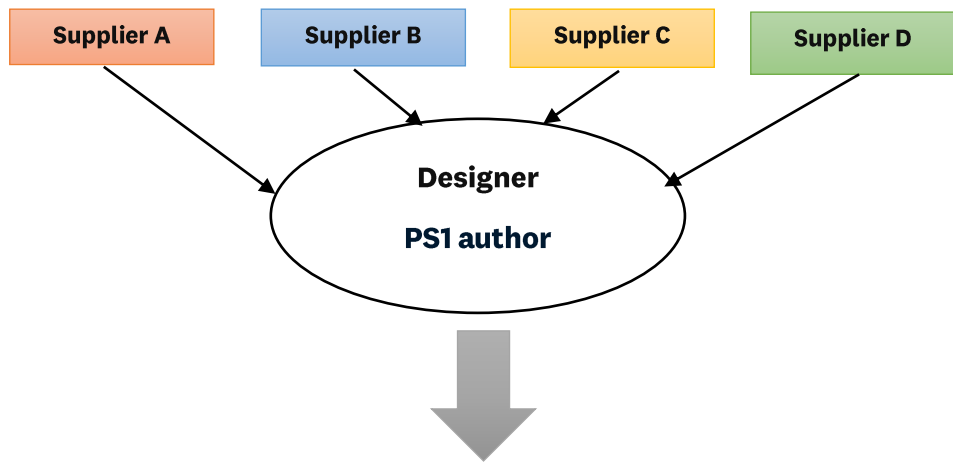 Supplier A
Supplier B
Supplier C
Supplier D
Designer
PS1 author